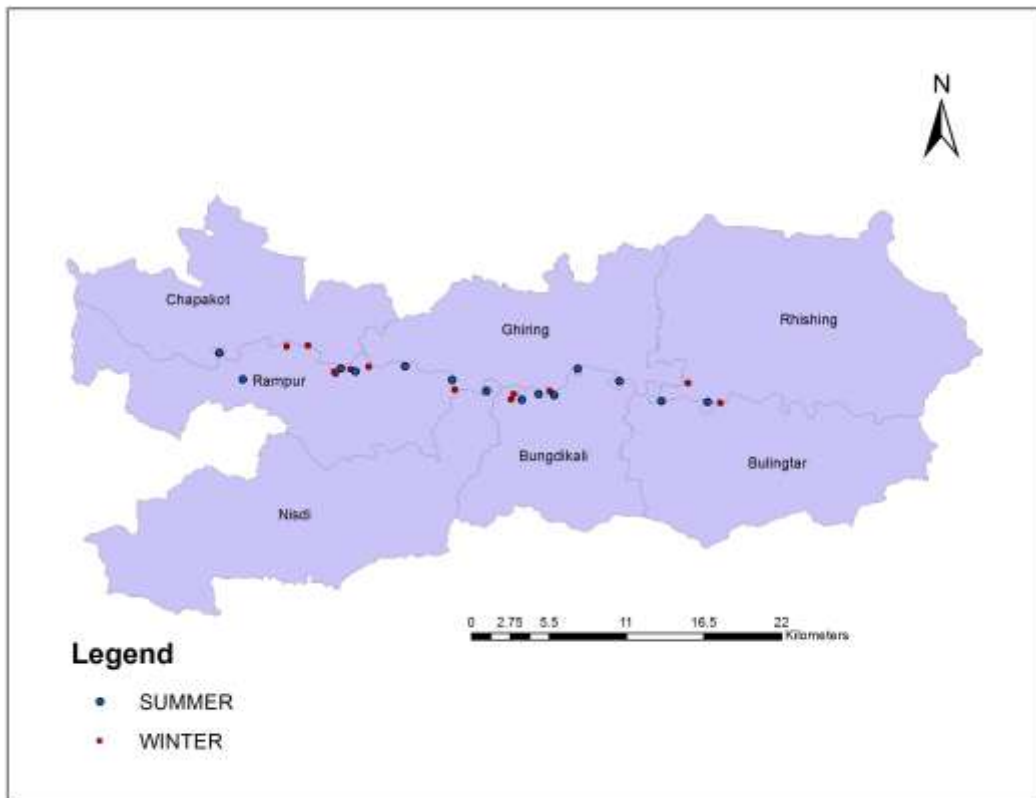 N
Chapakot
Rhishing
Ghiring
Rampur
Bungdikali
Bulingtar
Nisdi
0 2.75 5.5 11 16.5 22
Kilometers
Legend
SUMMER
WINTER